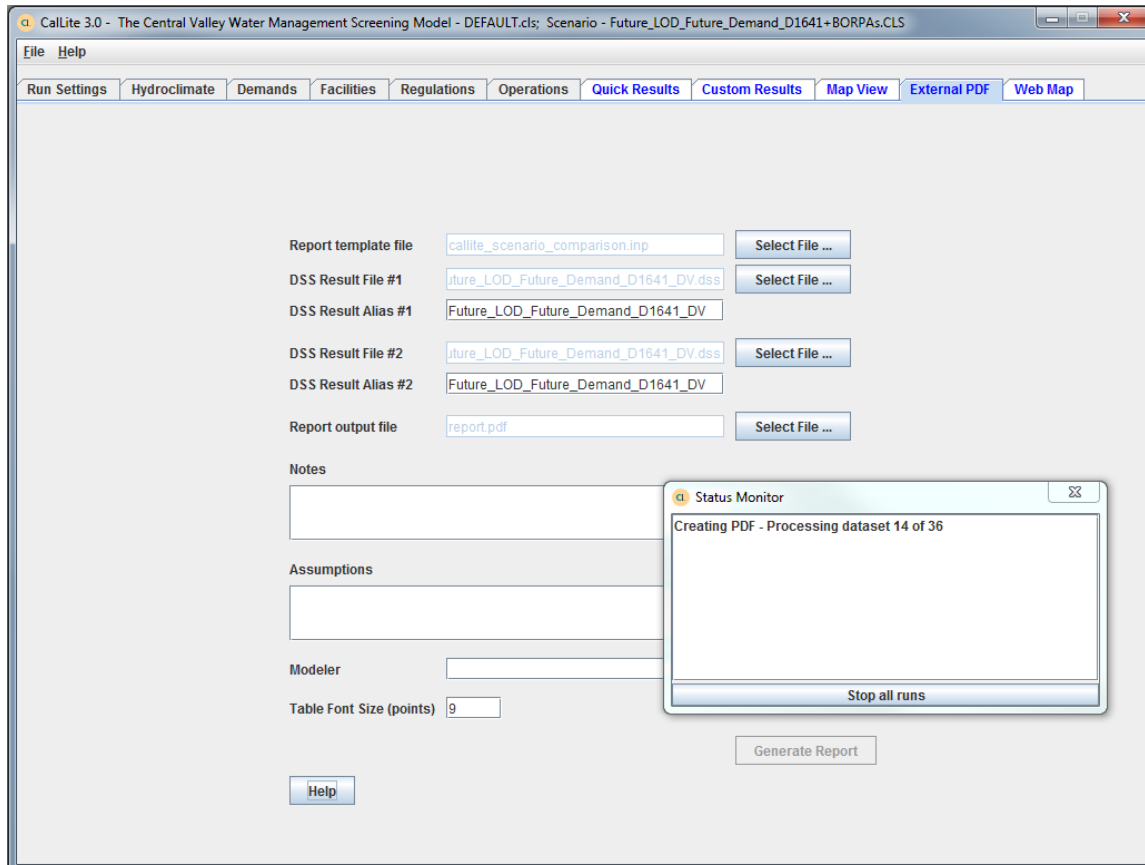 CL CalLite 3.0 - The Central Valley Water Management Screening Model - DEFAULT.cls; Scenario - Future_LOD_Future_Demand_D1641+BORPAs.CLS
File Help
Run Settings Hydroclimate Demands Facilities Regulations Operations Quick Results Custom Results Map View External PDF Web Map
Report template file callite_scenario_comparison.inp Select File ...
DSS Result File #1 uture_LOD_Future_Demand_D1641_DV.dss Select File ...
DSS Result Alias #1 Future_LOD_Future_Demand_D1641_DV
DSS Result File #2 uture_LOD_Future_Demand_D1641_DV.dss Select File ...
DSS Result Alias #2 Future_LOD_Future_Demand_D1641_DV
Report output file report.pdf Select File ...
Notes
CL Status Monitor
Creating PDF - Processing dataset 14 of 36
Assumptions
Modeler
Stop all runs
Table Font Size (points) 9
Generate Report
Help